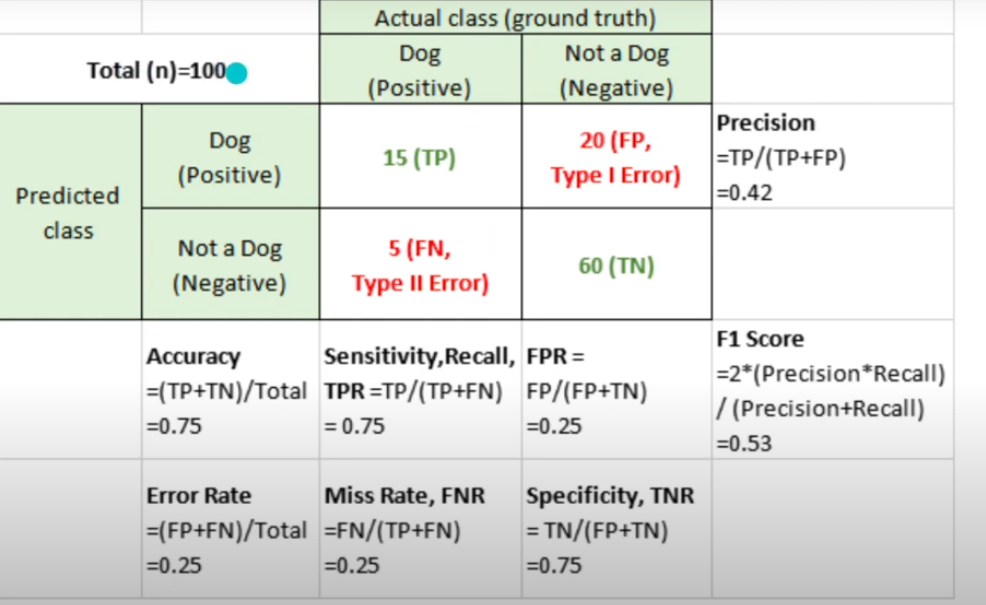 Actual class (ground truth)
Total (n)=100
Dog
(Positive)
Not a Dog
(Negative)
Predicted
class
Dog
(Positive)
15 (TP)
20 (FP,
Type I Error)
Precision
=TP/(TP+FP)
=0.42
Not a Dog
(Negative)
5 (FN,
Type II Error)
60 (TN)
Accuracy
=(TP+TN)/Total
=0.75
Sensitivity,Recall,
TPR =TP/(TP+FN)
= 0.75
FPR =
FP/(FP+TN)
=0.25
F1 Score
=2*(Precision*Recall)
/ (Precision+Recall)
=0.53
Error Rate
=(FP+FN)/Total
=0.25
Miss Rate, FNR
=FN/(TP+FN)
=0.25
Specificity, TNR
= TN/(FP+TN)
=0.75